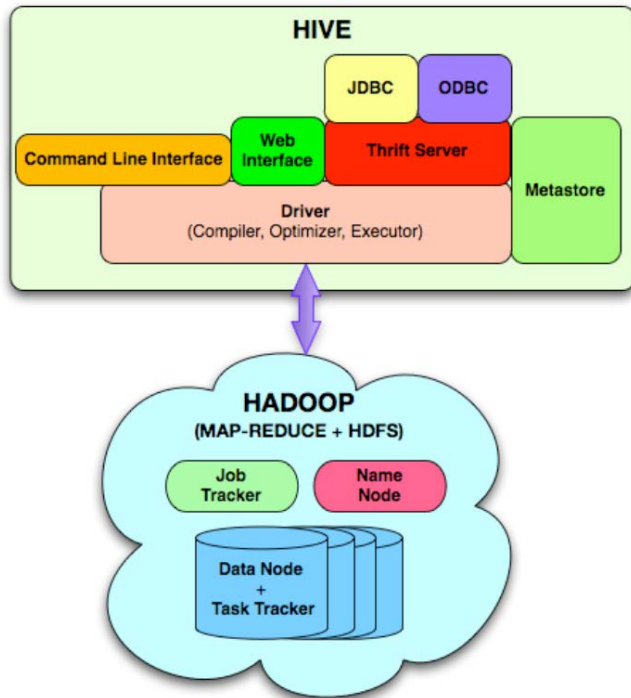 HIVE
JDBC
ODBC
Command Line Interface
Web
Interface
Thrift Server
Metastore
Driver
(Compiler, Optimizer, Executor)
HADOOP
(MAP-REDUCE + HDFS)
Job
Tracker
Name
Node
Data Node
+
Task Tracker